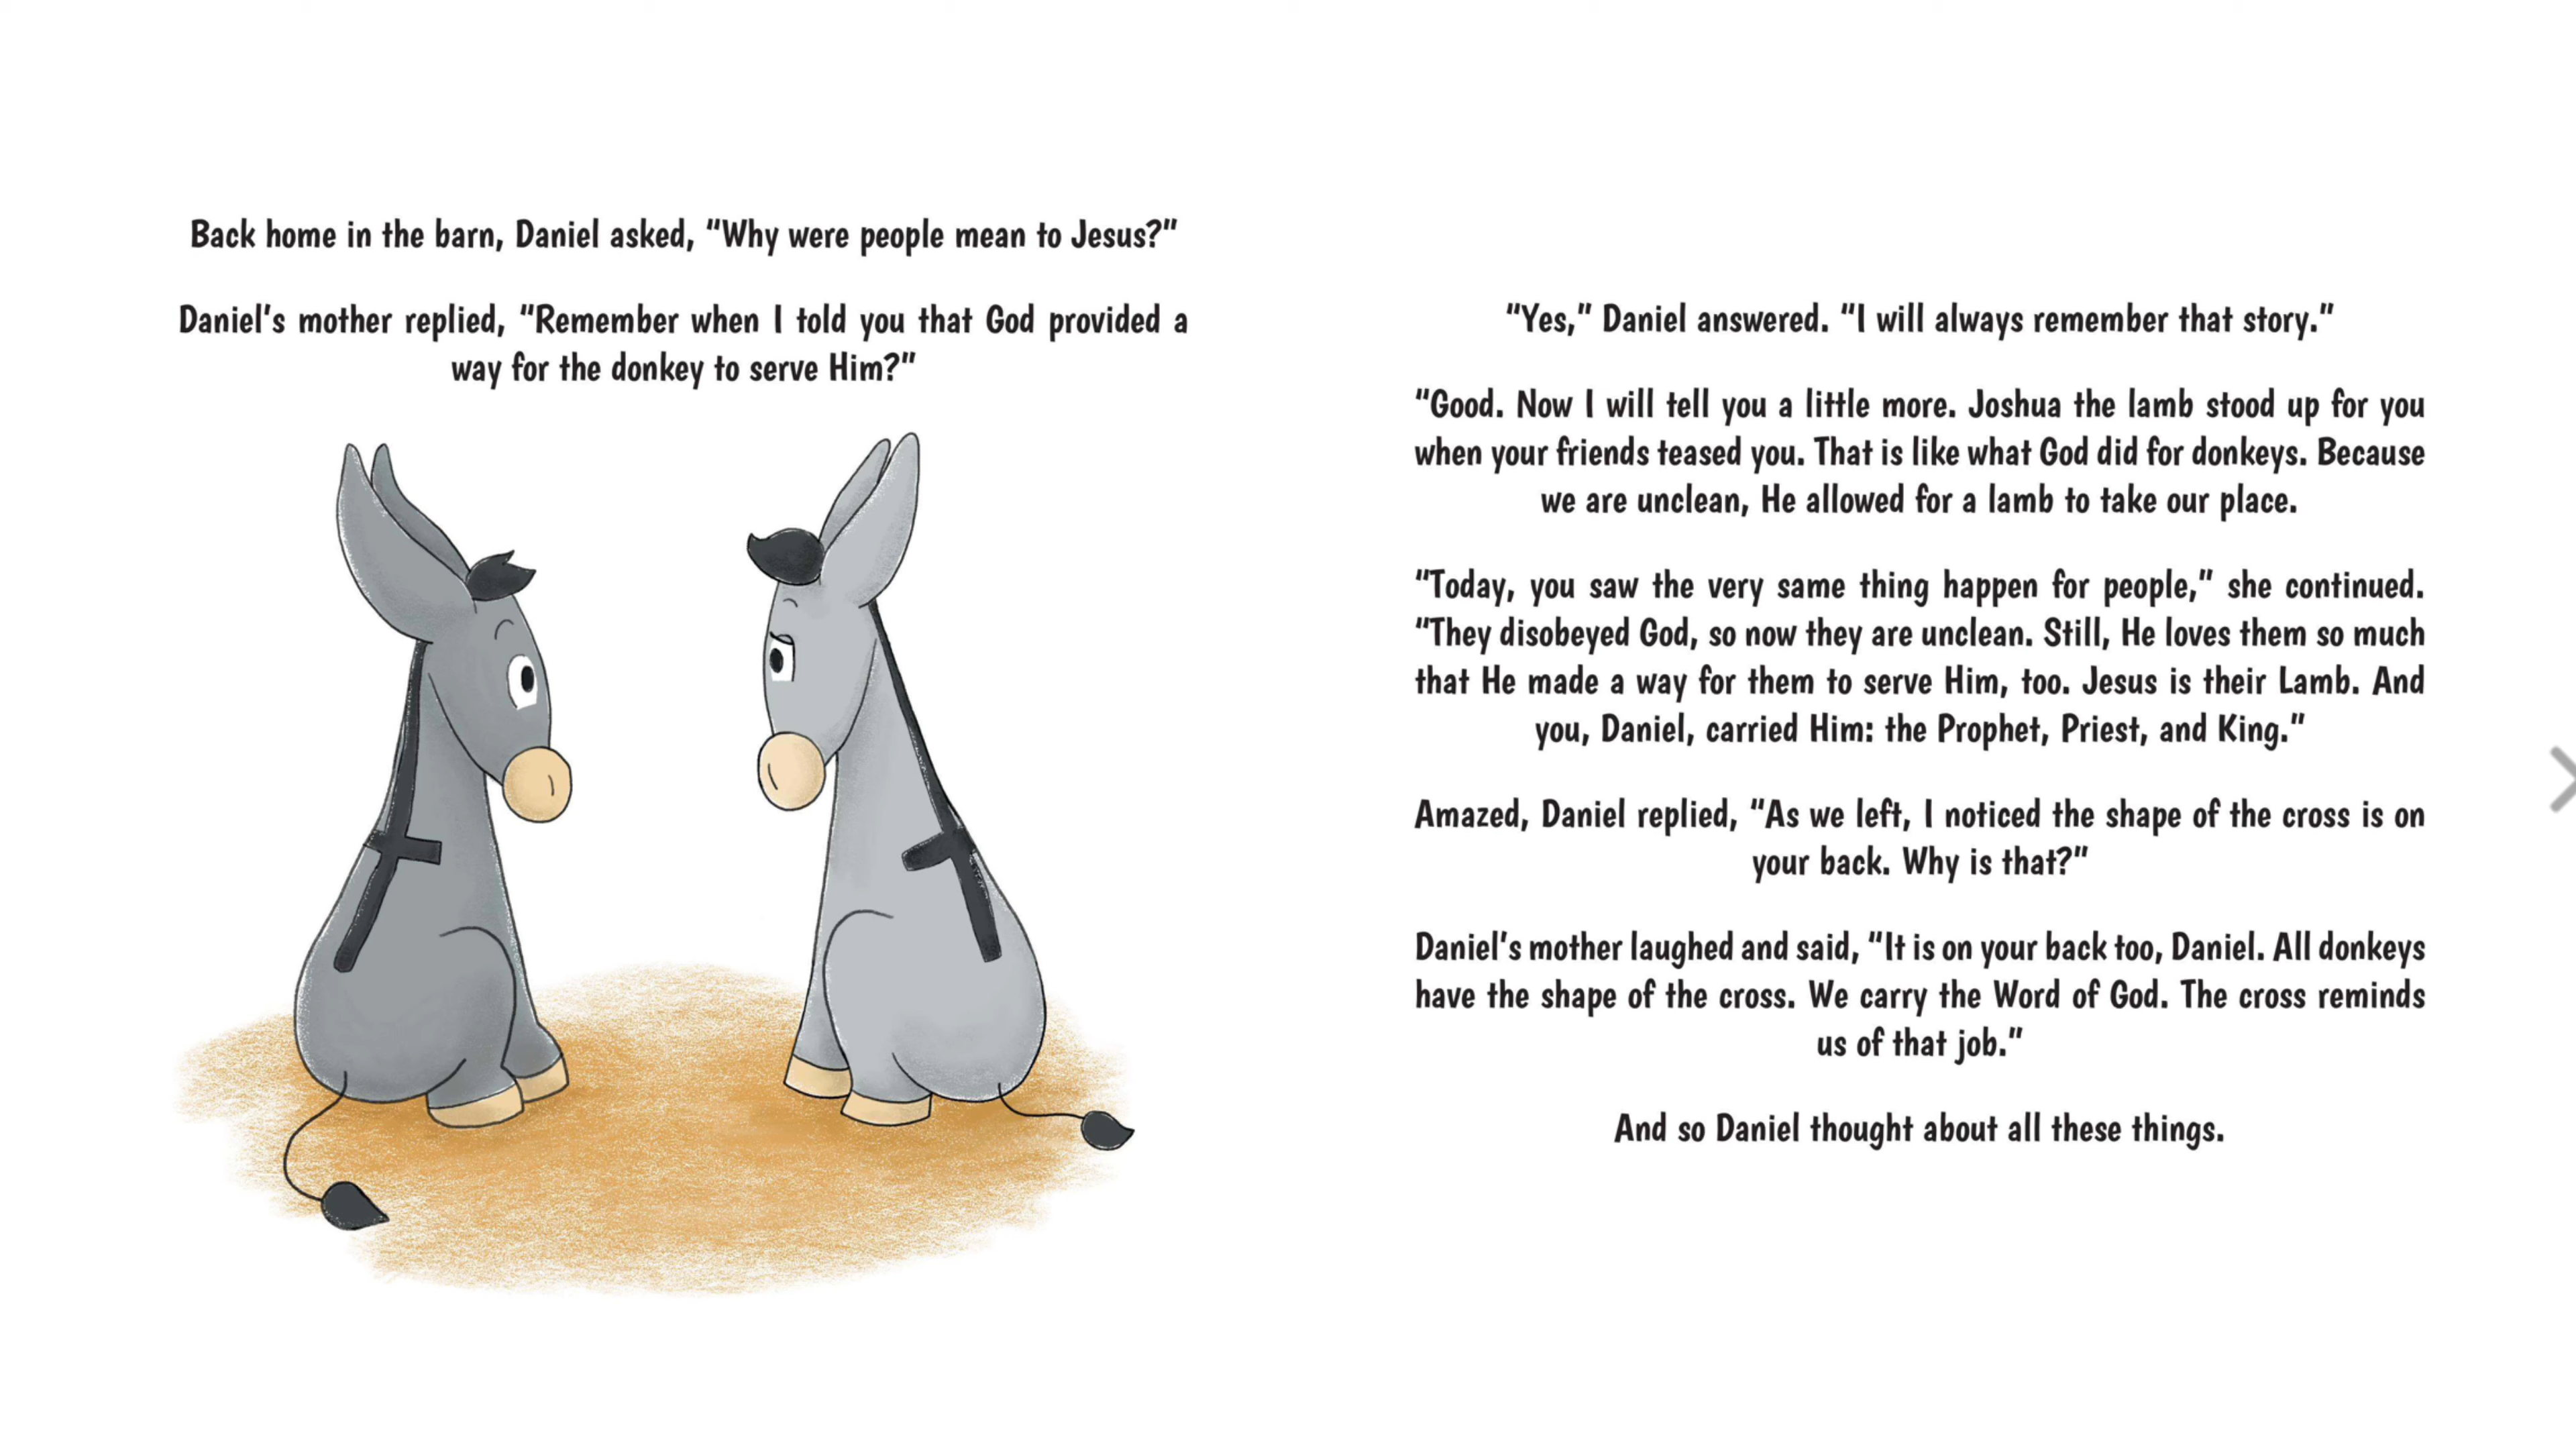 Back home in the barn, Daniel asked, “Why were people mean to Jesus?”
Daniel’s mother replied, “Remember when I told you that God provided a
way for the donkey to serve Him?”
“Yes,” Daniel answered. “I will always remember that story.”
“Good. Now I will tell you a little more. Joshua the lamb stood up for you
when your friends teased you. That is like what God did for donkeys. Because
we are unclean, He allowed for a lamb to take our place.
“Today, you saw the very same thing happen for people,” she continued.
“They disobeyed God, so now they are unclean. Still, He loves them so much
that He made a way for them to serve Him, too. Jesus is their Lamb. And
you, Daniel, carried Him: the Prophet, Priest, and King.”
Amazed, Daniel replied, “As we left, I noticed the shape of the cross is on
your back. Why is that?”
Daniel’s mother laughed and said, “It is on your back too, Daniel. All donkeys
have the shape of the cross. We carry the Word of God. The cross reminds
us of that job.”
And so Daniel thought about all these things.